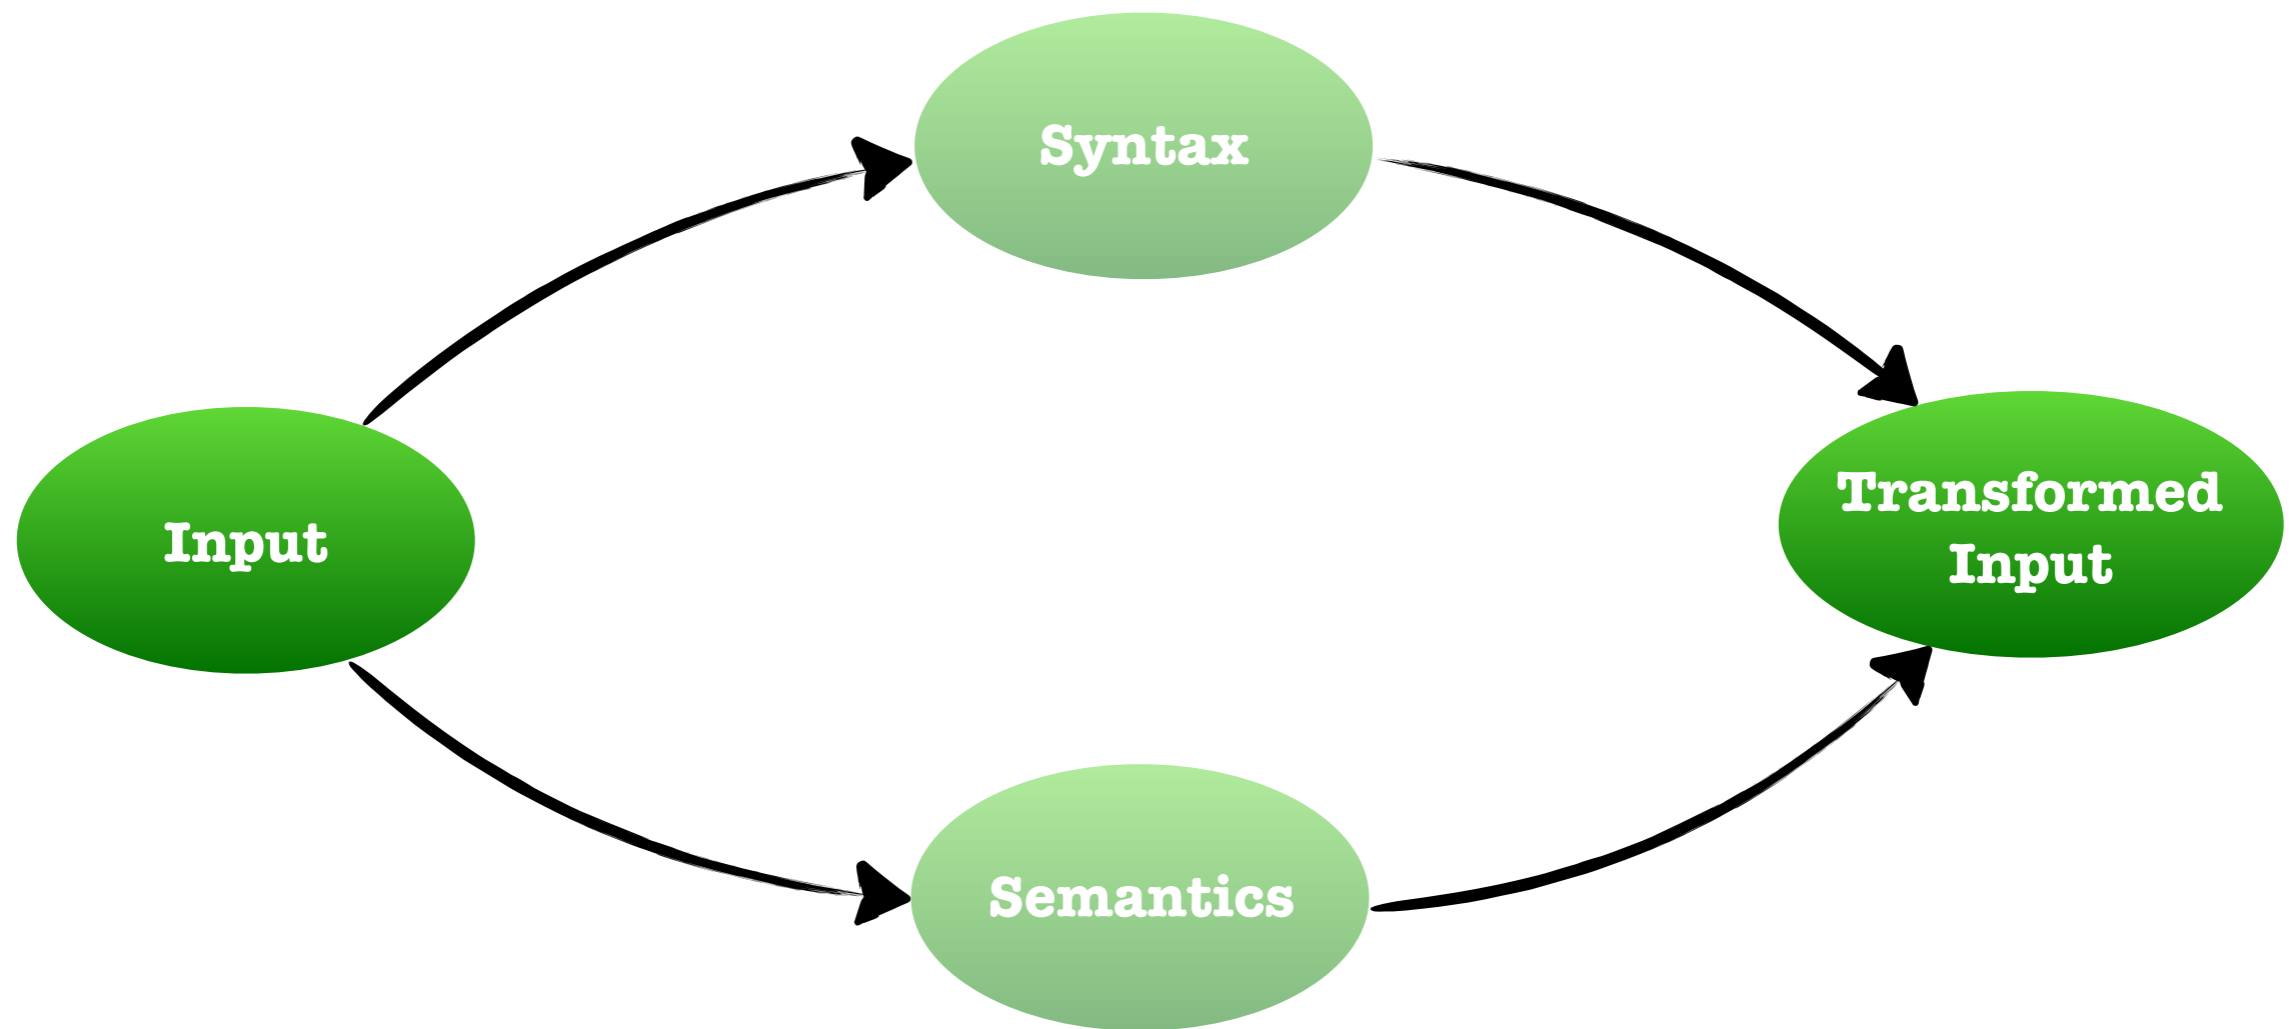 Syntax
Input
Transformed
Input
Semantics